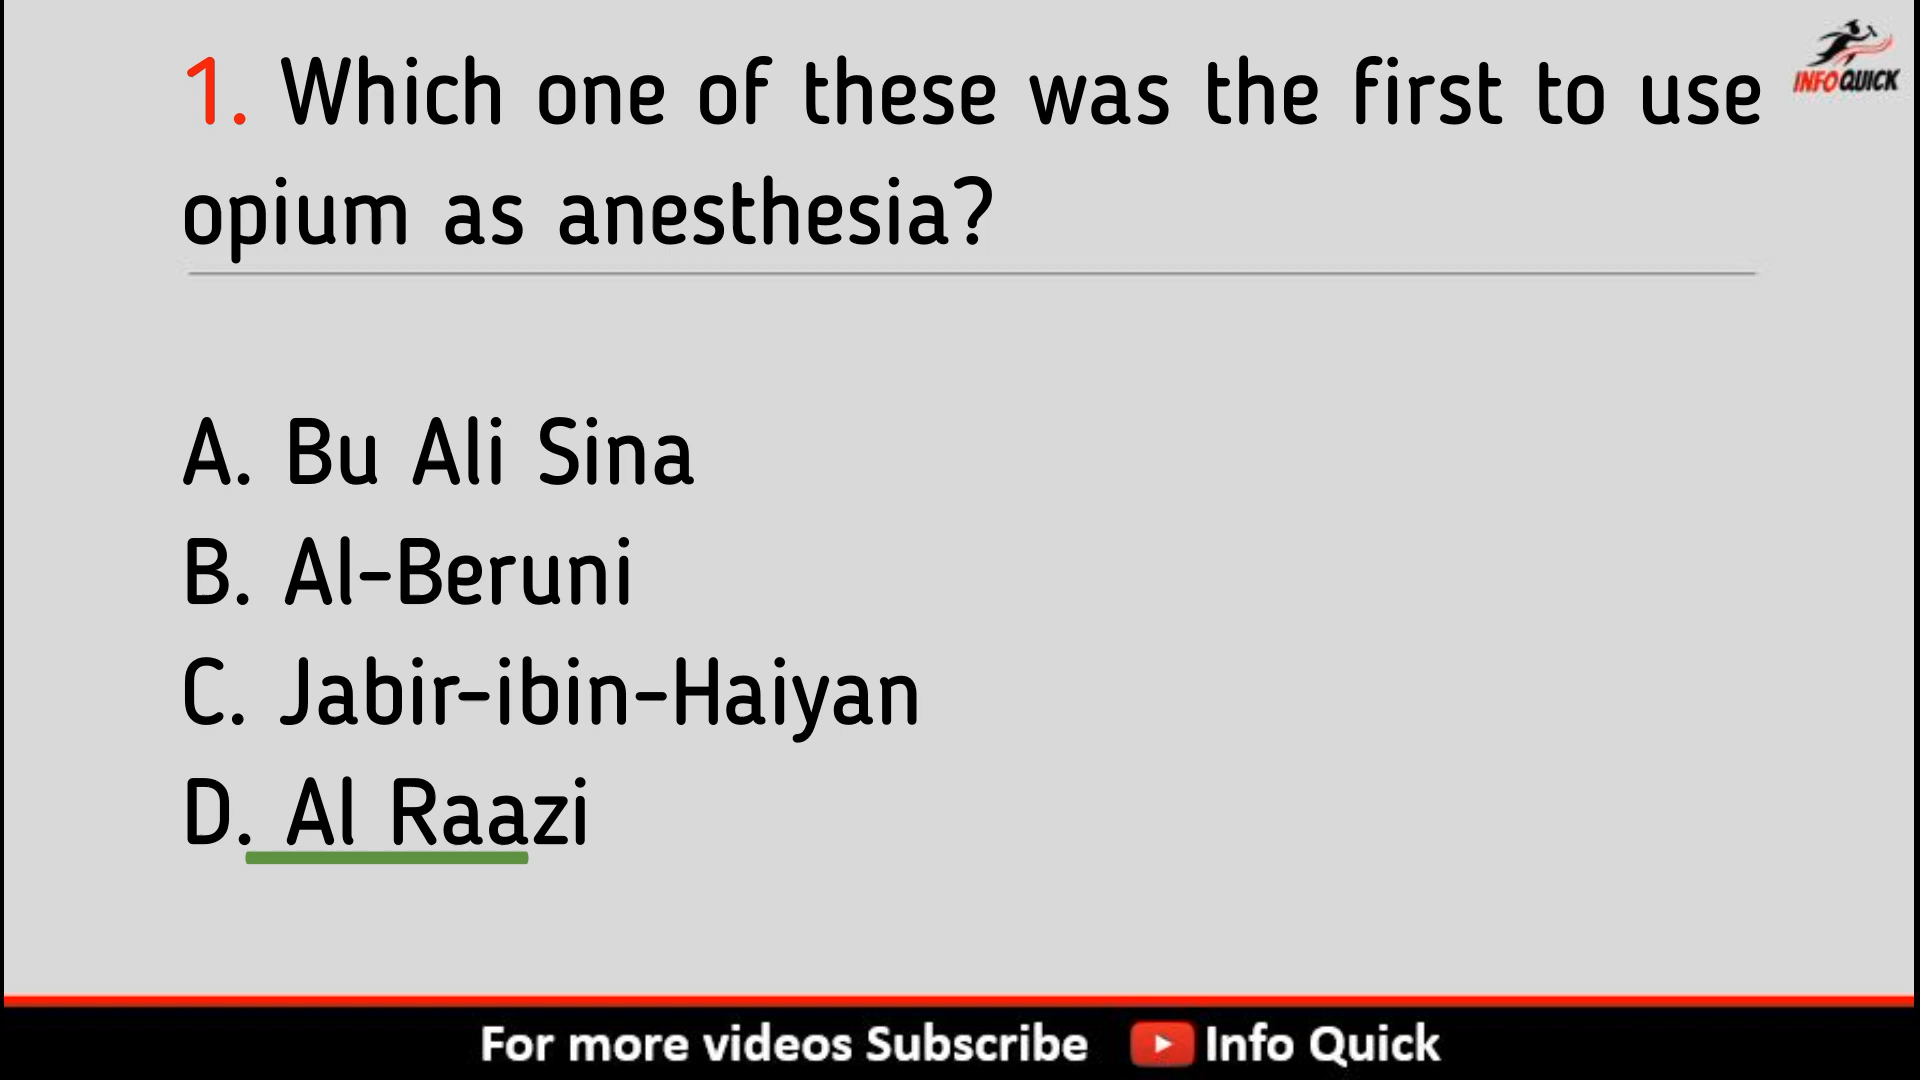 1. Which one of these was the first to use
opium as anesthesia?
INFOQUICK
A. Bu Ali Sina
B. Al-Beruni
C. Jabir-ibin-Haiyan
D. Al Raazi
For more videos Subscribe Info Quick